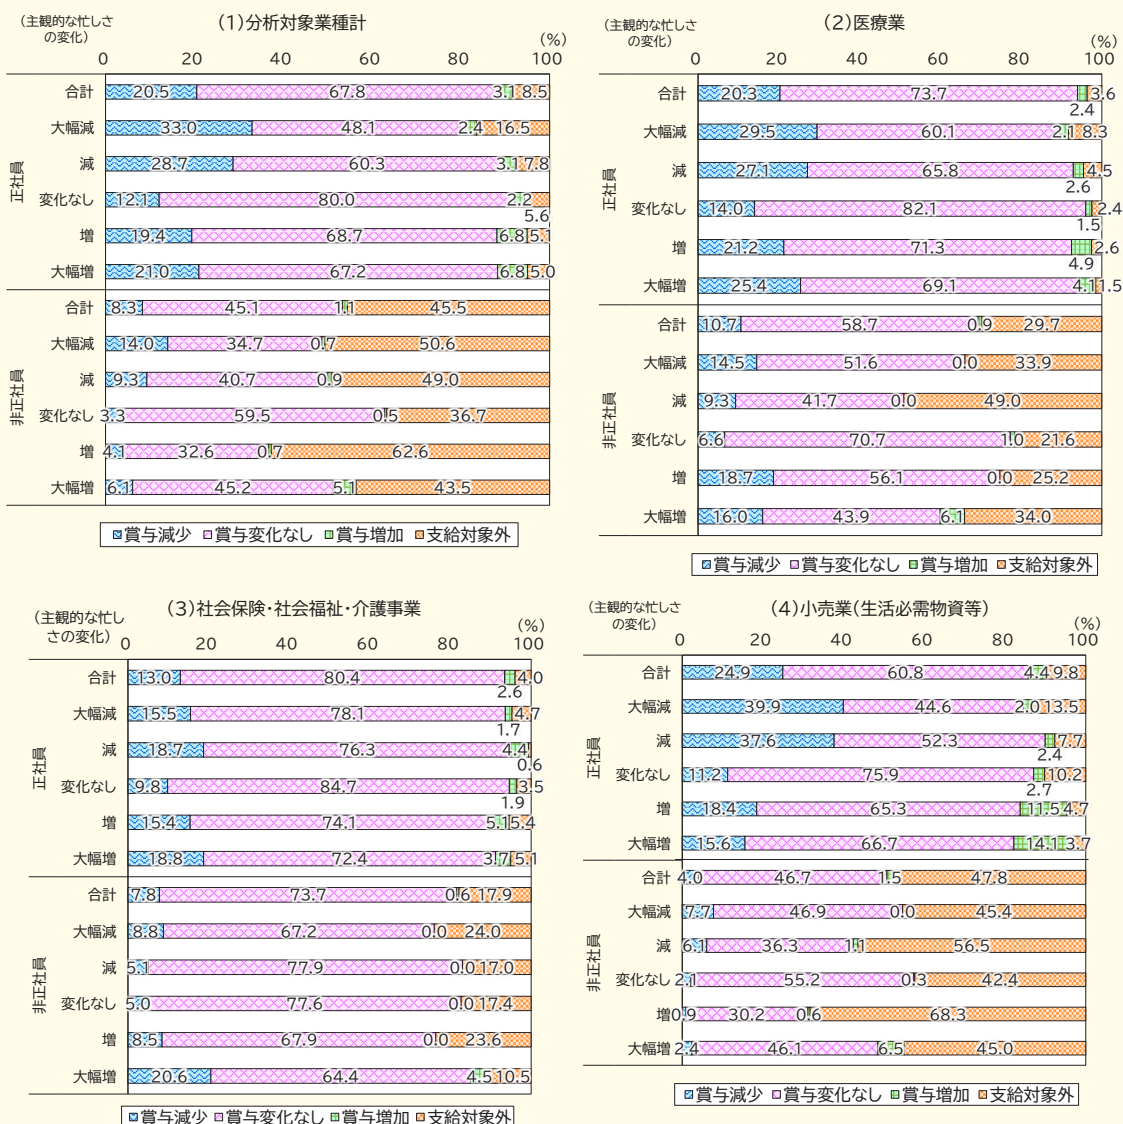 (1)分析対象業種計
(主観的な忙しさ
の変化)
(%)
0 20 40 60 80 100
正社員
合計 20.5 67.8 3.1 8.5
大幅減 33.0 48.1 2.4 16.5
減 28.7 60.3 3.1 7.8
変化なし 12.1 80.0 2.2 5.6
増 19.4 68.7 6.8 5.1
大幅増 21.0 67.2 6.8 5.0
非正社員
合計 8.3 45.1 1.1 45.5
大幅減 14.0 34.7 0.7 50.6
減 9.3 40.7 0.9 49.0
変化なし 3.3 59.5 0.5 36.7
増 4.1 32.6 0.7 62.6
大幅増 6.1 45.2 5.1 43.5
賞与減少 賞与変化なし 賞与増加 支給対象外
(2)医療業
(主観的な忙しさ
の変化)
(%)
0 20 40 60 80 100
正社員
合計 20.3 73.7 2.4 3.6
大幅減 29.5 60.1 2.1 8.3
減 27.1 65.8 2.6 4.5
変化なし 14.0 82.1 1.5 2.4
増 21.2 71.3 4.9 2.6
大幅増 25.4 69.1 4.1 1.5
非正社員
合計 10.7 58.7 0.9 29.7
大幅減 14.5 51.6 0.0 33.9
減 9.3 41.7 0.0 49.0
変化なし 6.6 70.7 1.0 21.6
増 18.7 56.1 0.0 25.2
大幅増 16.0 43.9 6.1 34.0
賞与減少 賞与変化なし 賞与増加 支給対象外
(3)社会保険・社会福祉・介護事業
(主観的な忙し
さの変化)
(%)
0 20 40 60 80 100
正社員
合計 13.0 80.4 2.6 4.0
大幅減 15.5 78.1 1.7 4.7
減 18.7 76.3 4.4 0.6
変化なし 9.8 84.7 1.9 3.5
増 15.4 74.1 5.1 5.4
大幅増 18.8 72.4 3.7 5.1
非正社員
合計 7.8 73.7 0.6 17.9
大幅減 8.8 67.2 0.0 24.0
減 5.1 77.9 0.0 17.0
変化なし 5.0 77.6 0.0 17.4
増 8.5 67.9 0.0 23.6
大幅増 20.6 64.4 4.5 10.5
賞与減少 賞与変化なし 賞与増加 支給対象外
(4)小売業(生活必需物資等)
(主観的な忙しさ
の変化)
(%)
0 20 40 60 80 100
正社員
合計 24.9 60.8 4.4 9.8
大幅減 39.9 44.6 2.0 13.5
減 37.6 52.3 2.4 7.7
変化なし 11.2 75.9 2.7 10.2
増 18.4 65.3 11.5 4.7
大幅増 15.6 66.7 14.1 3.7
非正社員
合計 4.0 46.7 1.5 47.8
大幅減 7.7 46.9 0.0 45.4
減 6.1 36.3 1.1 56.5
変化なし 2.1 55.2 0.3 42.4
増 0.9 30.2 0.6 68.3
大幅増 2.4 46.1 6.5 45.0
賞与減少 賞与変化なし 賞与増加 支給対象外